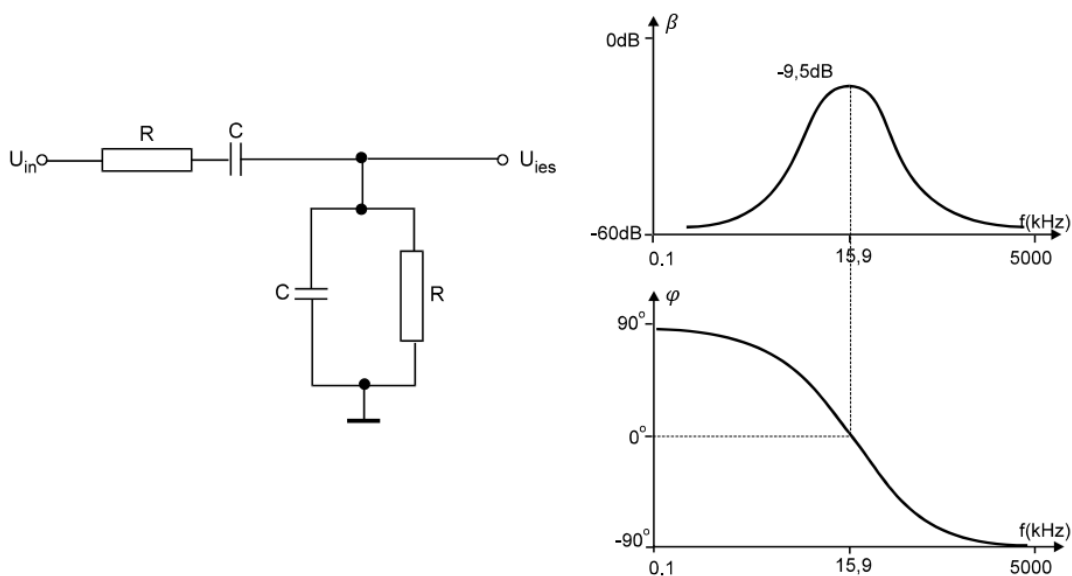 U_in
R
C
U_ies
C
R
β
0dB
-9,5dB
-60dB
f(kHz)
0.1
15,9
5000
φ
90°
0°
-90°
f(kHz)
0.1
15,9
5000